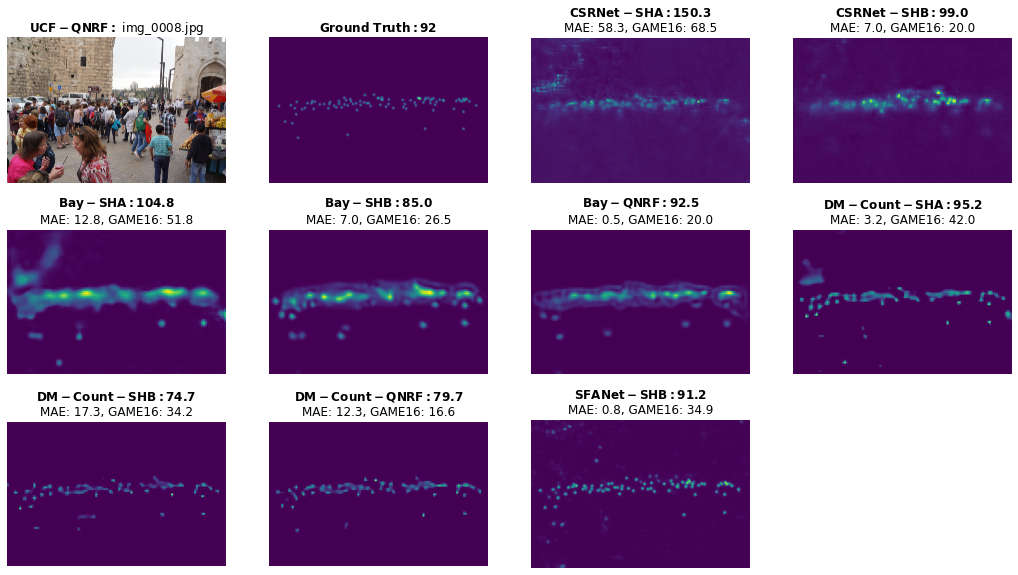 UCF − QNRF : img_0008.jpg
Ground Truth : 92
CSRNet − SHA : 150.3
MAE: 58.3, GAME16: 68.5
CSRNet − SHB : 99.0
MAE: 7.0, GAME16: 20.0
Bay − SHA : 104.8
MAE: 12.8, GAME16: 51.8
Bay − SHB : 85.0
MAE: 7.0, GAME16: 26.5
Bay − QNRF : 92.5
MAE: 0.5, GAME16: 20.0
DM − Count − SHA : 95.2
MAE: 3.2, GAME16: 42.0
DM − Count − SHB : 74.7
MAE: 17.3, GAME16: 34.2
DM − Count − QNRF : 79.7
MAE: 12.3, GAME16: 16.6
SFANet − SHB : 91.2
MAE: 0.8, GAME16: 34.9